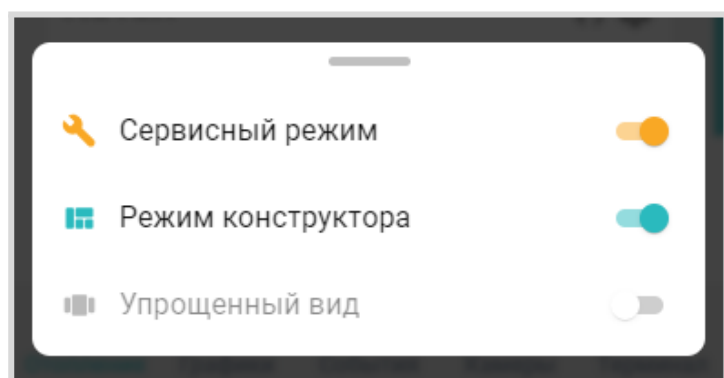 Сервисный режим
Режим конструктора
Упрощенный вид